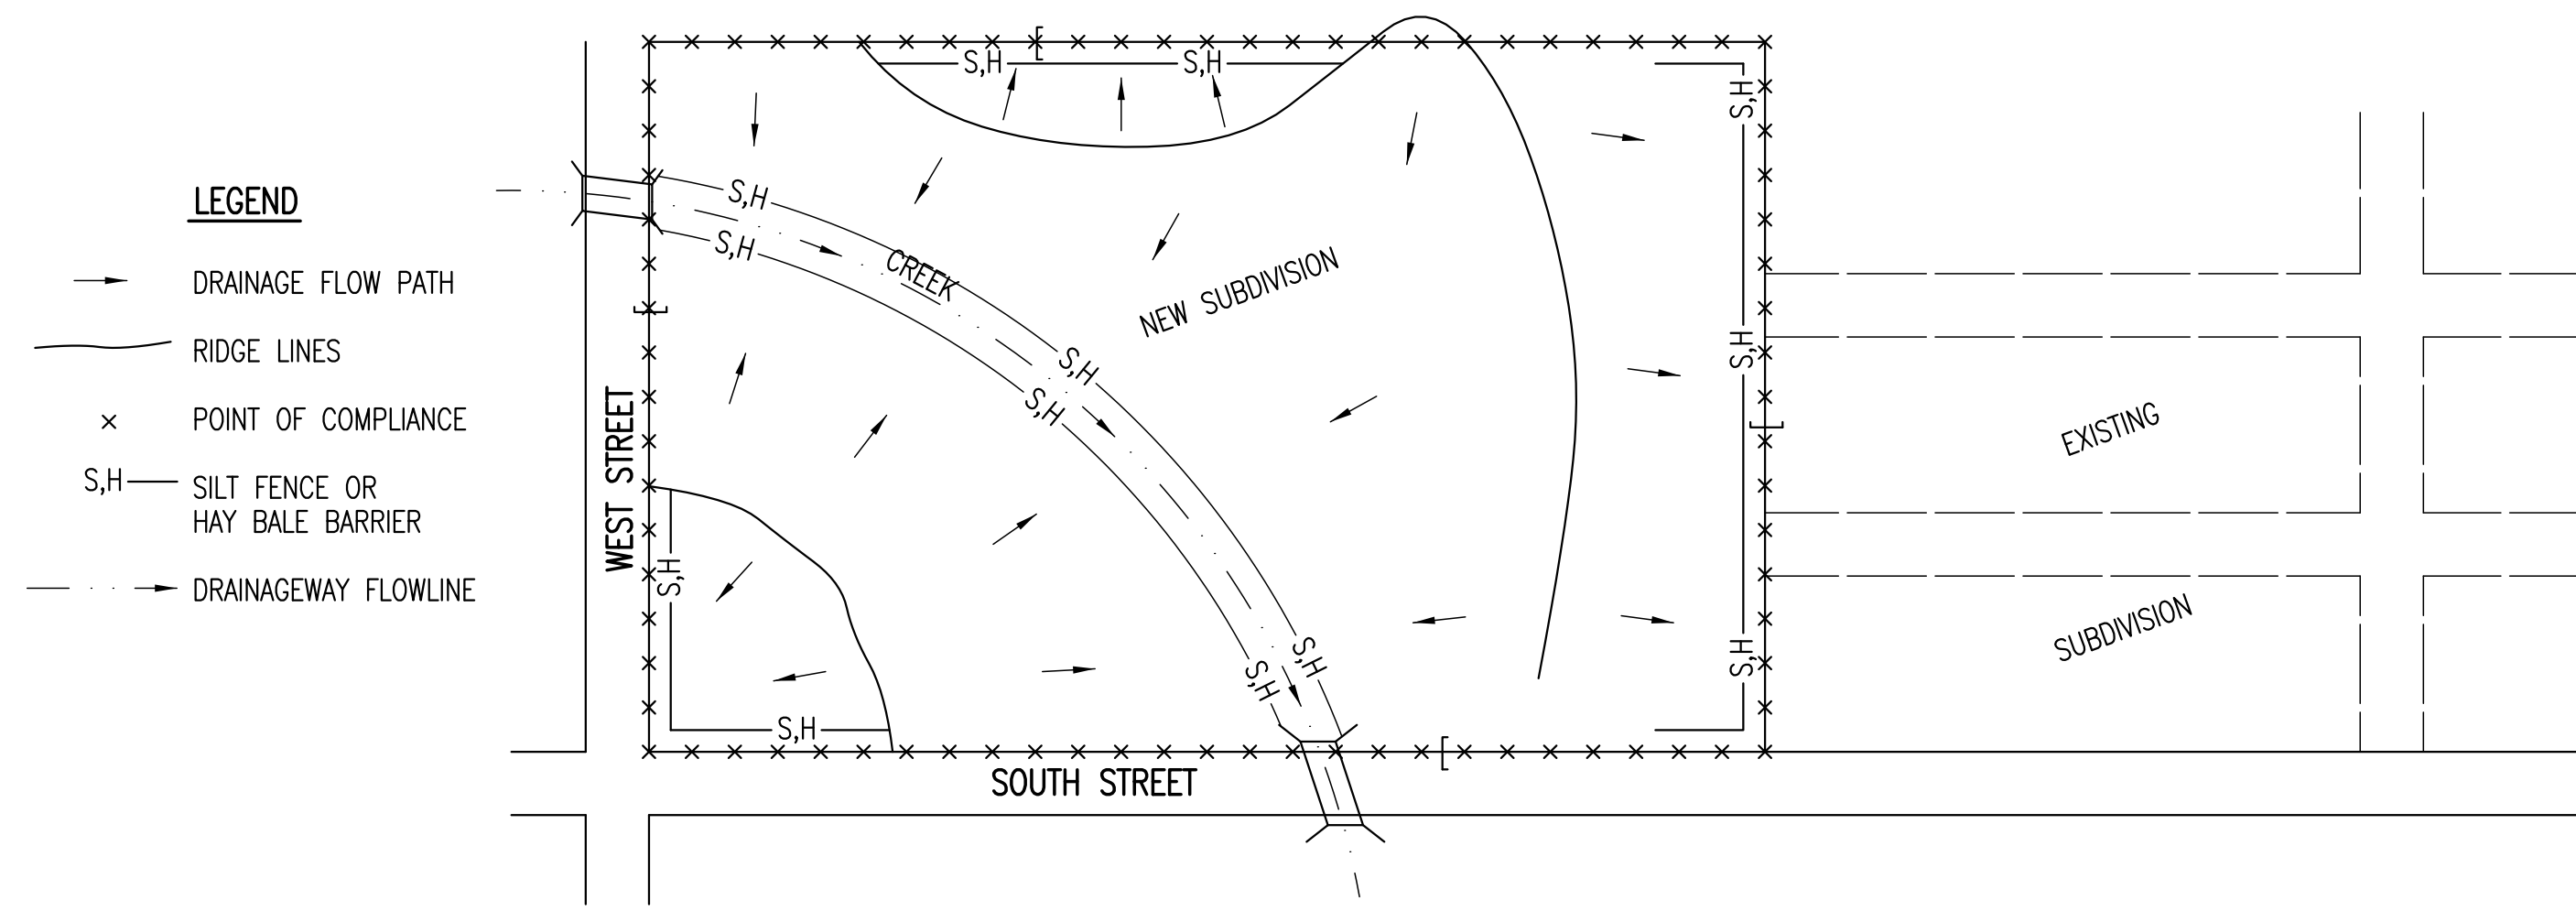 LEGEND
DRAINAGE FLOW PATH
RIDGE LINES
POINT OF COMPLIANCE
S,H
SILT FENCE OR
HAY BALE BARRIER
DRAINAGEWAY FLOWLINE
S,H
S,H
S,H
S,H
S,H
CREEK
NEW SUBDIVISION
S,H
S,H
S,H
WEST STREET
EXISTING
S,H
SUBDIVISION
S,H
S,H
S,H
S,H
SOUTH STREET